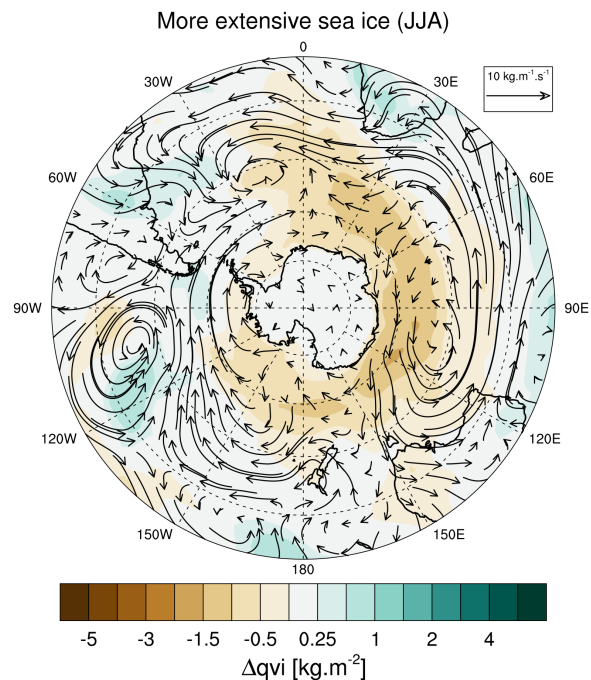 More extensive sea ice (JJA)
0
10 kg.m⁻¹.s⁻¹
30W
30E
60W
60E
90W
90E
120W
120E
150W
150E
180
-5 -3 -1.5 -0.5 0.25 1 2 4
Δqvi [kg.m⁻²]